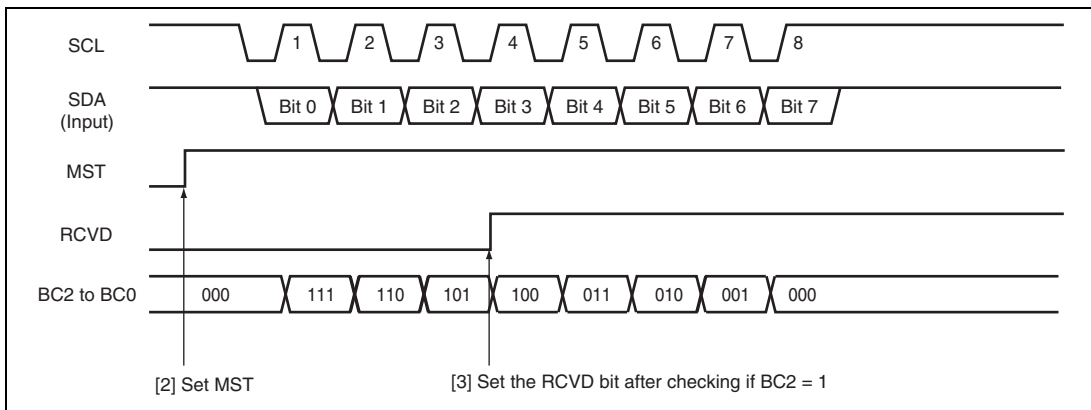 SCL 1 2 3 4 5 6 7 8
SDA
(Input) Bit 0 Bit 1 Bit 2 Bit 3 Bit 4 Bit 5 Bit 6 Bit 7
MST
RCVD
BC2 to BC0 000 111 110 101 100 011 010 001 000
[2] Set MST [3] Set the RCVD bit after checking if BC2 = 1